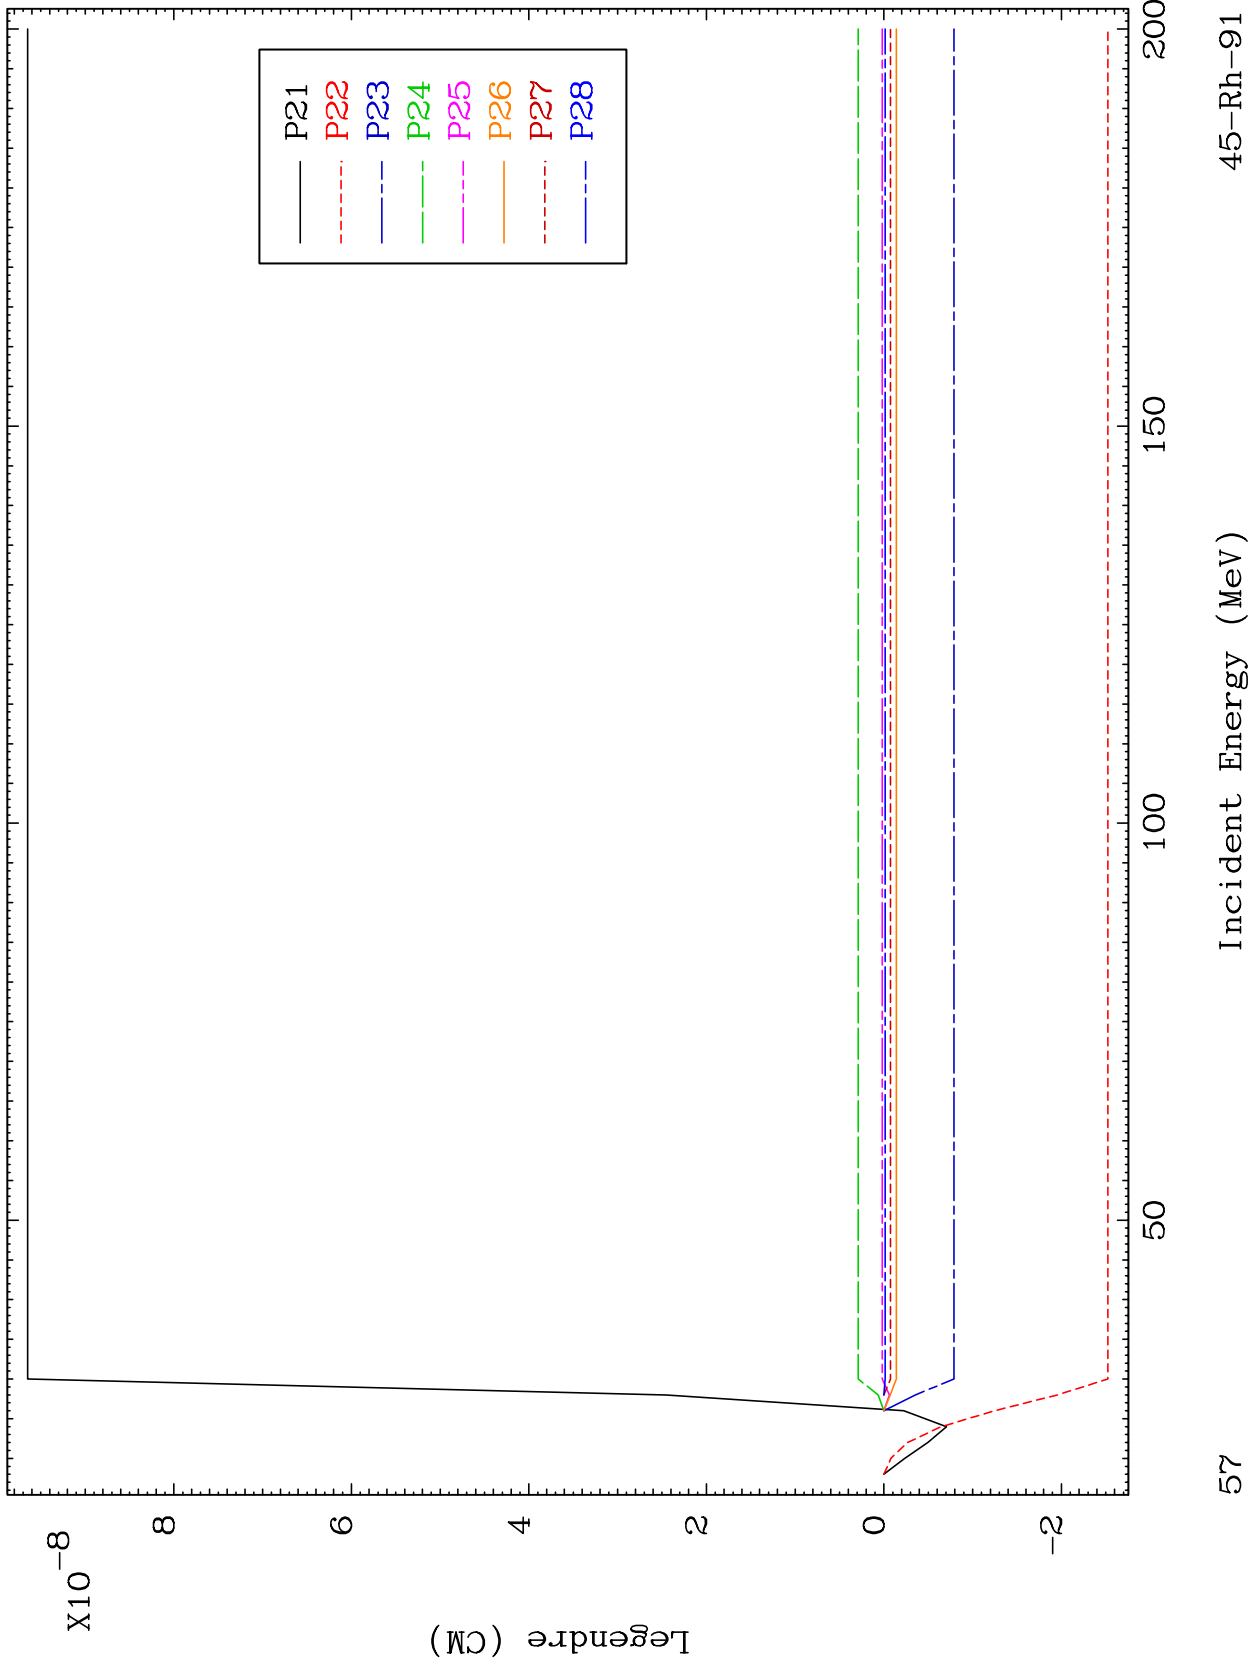 X10
-8
8
6
4
2
0
-2
Legendre (CM)
P21
P22
P23
P24
P25
P26
P27
P28
50
100
150
200
Incident Energy (MeV)
57
45-Rh-91